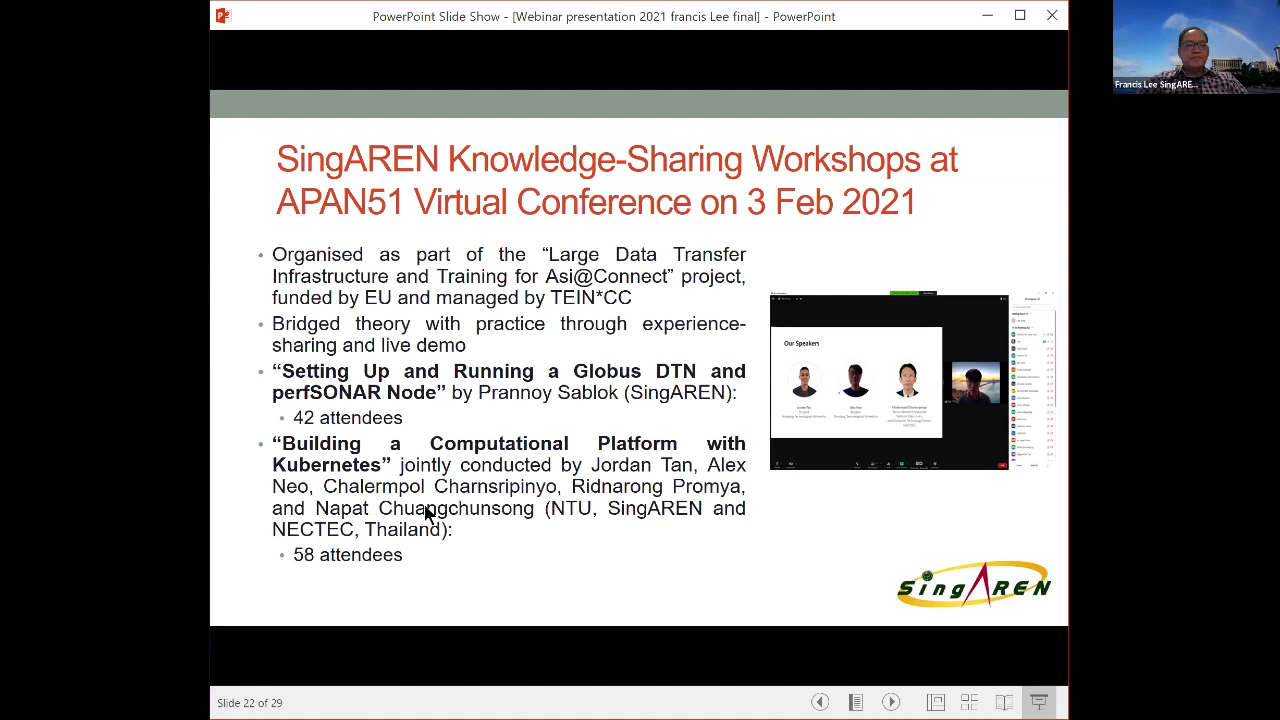 PowerPoint Slide Show - [Webinar presentation 2021 francis Lee final] - PowerPoint
Francis Lee SingARE...
SingAREN Knowledge-Sharing Workshops at
APAN51 Virtual Conference on 3 Feb 2021
• Organised as part of the “Large Data Transfer
Infrastructure and Training for Asi@Connect” project,
funded by EU and managed by TEIN*CC
• Bridged theory with practice through experience-
sharing and live demo
• “Setting Up and Running a Globus DTN and
perfSONAR Node” by Prannoy Sablok (SingAREN):
• 42 attendees
• “Building a Computational Platform with
Kubernetes” jointly conducted by Jordan Tan, Alex
Neo, Chalermpol Charnsripinyo, Ridnarong Promya,
and Napat Chuangchunsong (NTU, SingAREN and
NECTEC, Thailand):
• 58 attendees
Our Speakers
SingAREN
Slide 22 of 29